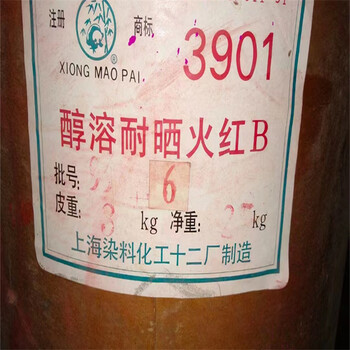 注册 商标
XIONG MAO PAI ®
3901
醇溶耐晒火红B
批号: 6
皮重: 3 kg 净重: kg
上海染料化工十二厂制造